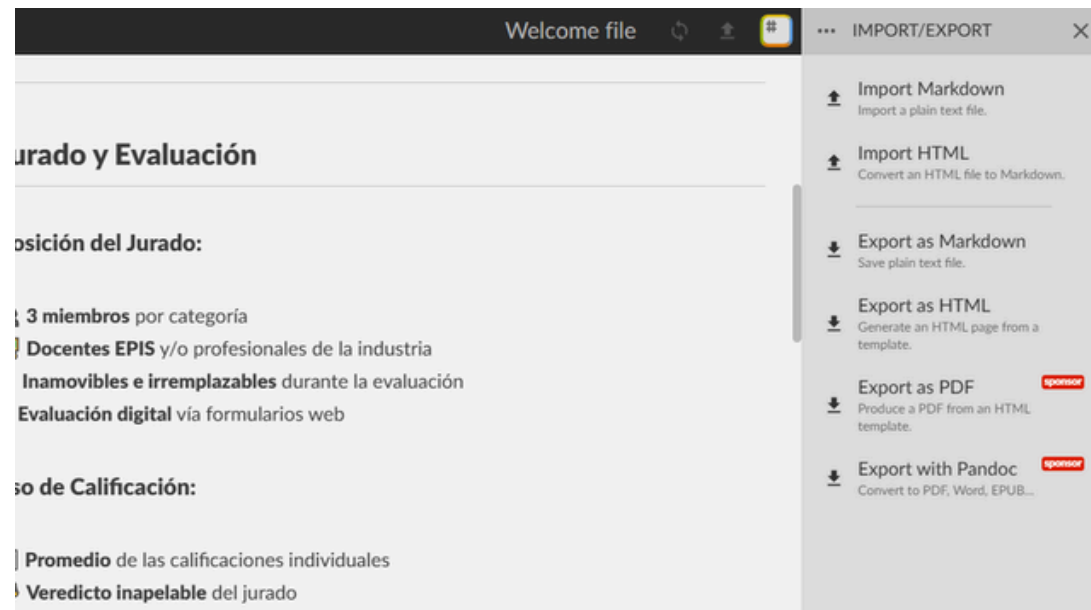 Welcome file
urado y Evaluación
osición del Jurado:
3 miembros por categoría
Docentes EPIS y/o profesionales de la industria
Inamovibles e irremplazables durante la evaluación
Evaluación digital vía formularios web
so de Calificación:
Promedio de las calificaciones individuales
Veredicto inapelable del jurado
••• IMPORT/EXPORT
Import Markdown
Import a plain text file.
Import HTML
Convert an HTML file to Markdown.
Export as Markdown
Save plain text file.
Export as HTML
Generate an HTML page from a
template.
Export as PDF sponsor
Produce a PDF from an HTML
template.
Export with Pandoc sponsor
Convert to PDF, Word, EPUB...